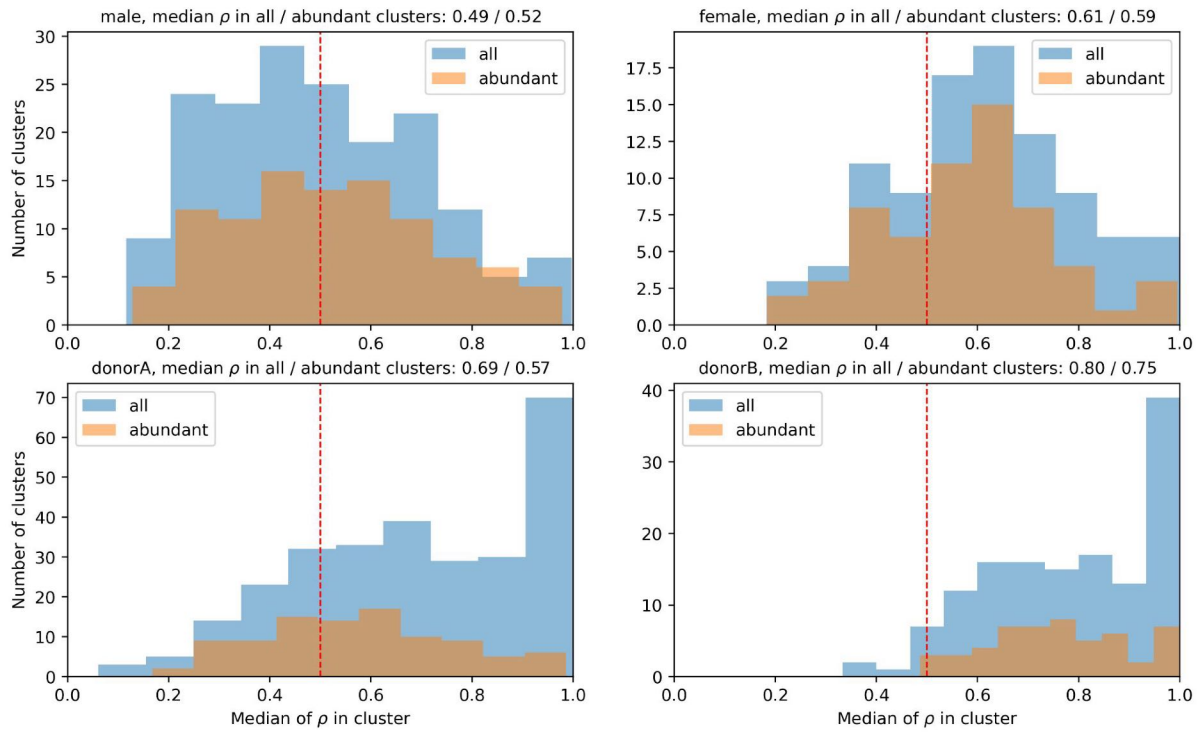 male, median ρ in all / abundant clusters: 0.49 / 0.52
30
25
20
15
10
5
0
Number of clusters
all
abundant
0.0 0.2 0.4 0.6 0.8 1.0
female, median ρ in all / abundant clusters: 0.61 / 0.59
17.5
15.0
12.5
10.0
7.5
5.0
2.5
0.0
all
abundant
0.0 0.2 0.4 0.6 0.8 1.0
donorA, median ρ in all / abundant clusters: 0.69 / 0.57
70
60
50
40
30
20
10
0
Number of clusters
all
abundant
0.0 0.2 0.4 0.6 0.8 1.0
Median of ρ in cluster
donorB, median ρ in all / abundant clusters: 0.80 / 0.75
40
30
20
10
0
all
abundant
0.0 0.2 0.4 0.6 0.8 1.0
Median of ρ in cluster